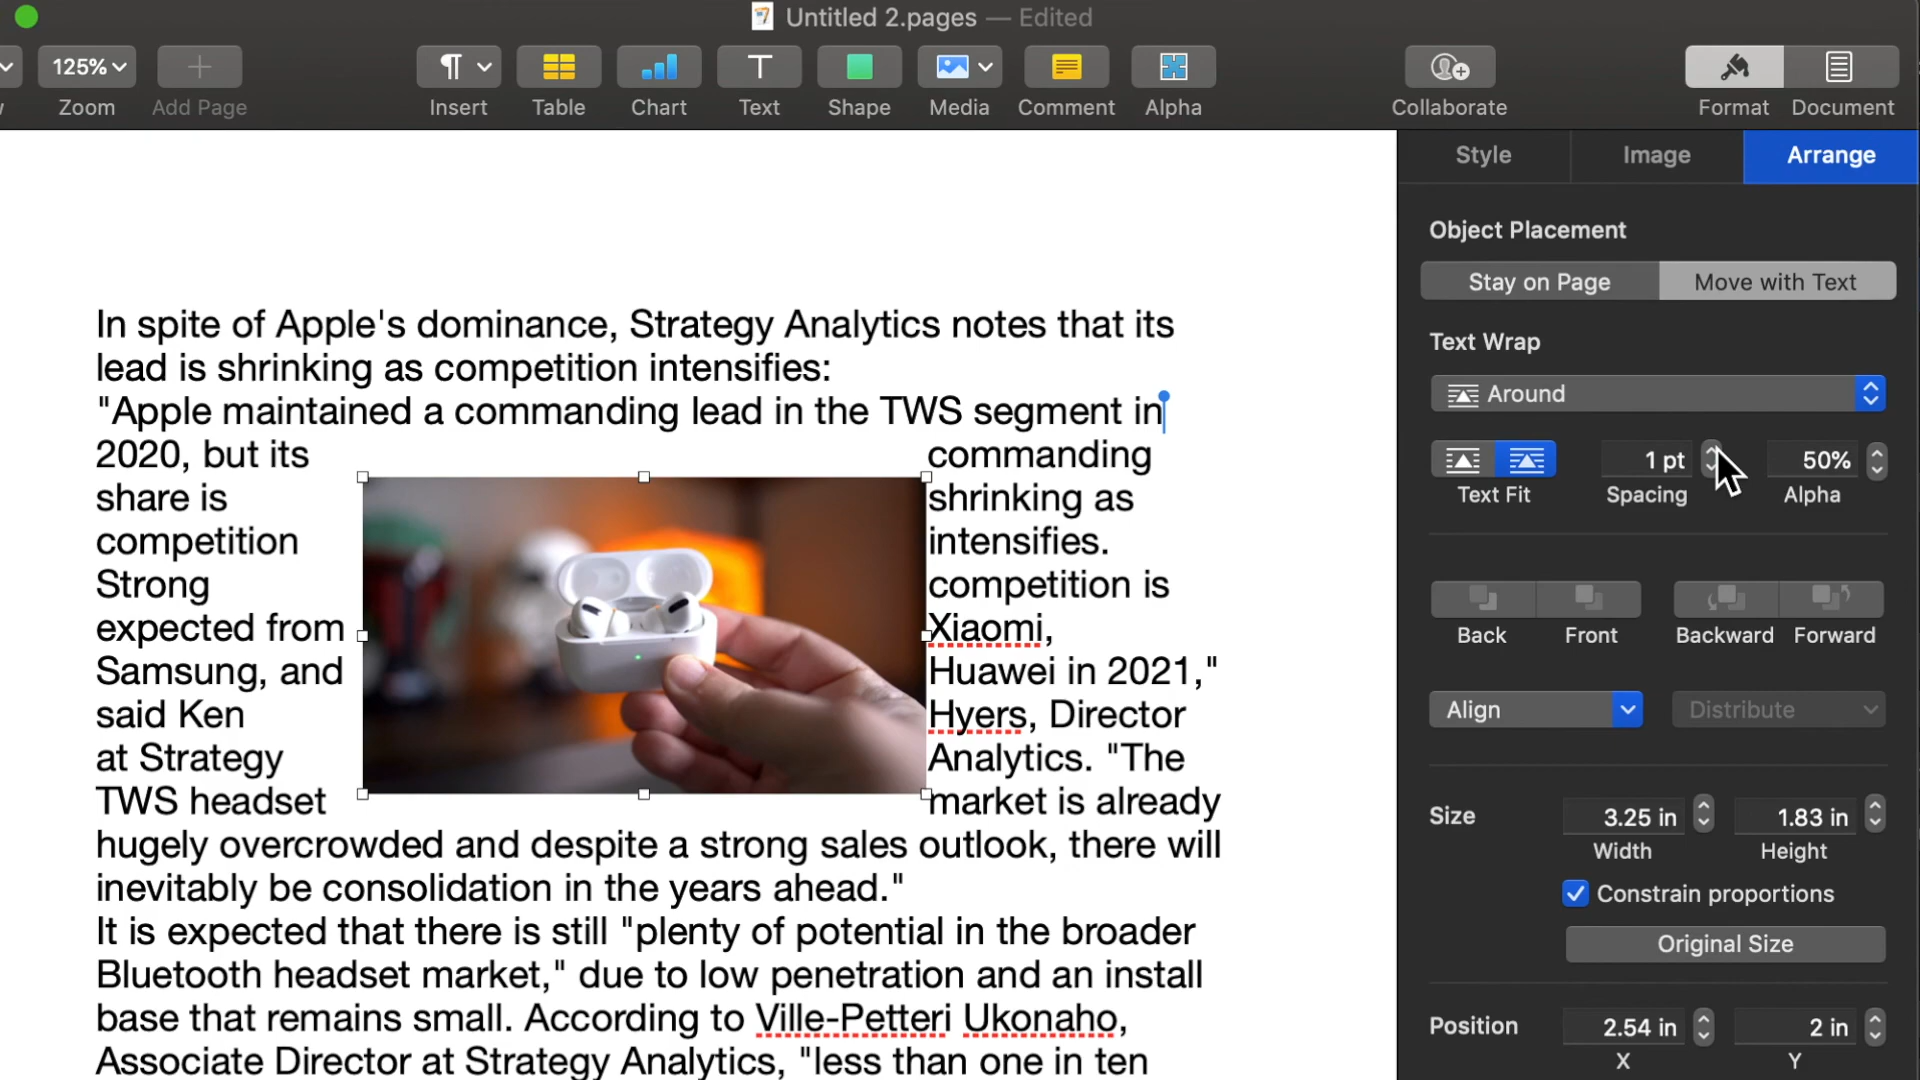 Untitled 2.pages — Edited
125%
Zoom
Add Page
Insert
Table
Chart
Text
Shape
Media
Comment
Alpha
Collaborate
Format
Document
Style
Image
Arrange
Object Placement
Stay on Page
Move with Text
Text Wrap
Around
Text Fit
1 pt
Spacing
50%
Alpha
Back
Front
Backward
Forward
Align
Distribute
Size
3.25 in
Width
1.83 in
Height
Constrain proportions
Original Size
Position
2.54 in
X
2 in
Y
In spite of Apple's dominance, Strategy Analytics notes that its
lead is shrinking as competition intensifies:
"Apple maintained a commanding lead in the TWS segment in
2020, but its commanding
share is shrinking as
competition intensifies.
Strong competition is
expected from Xiaomi,
Samsung, and Huawei in 2021,"
said Ken Hyers, Director
at Strategy Analytics. "The
TWS headset market is already
hugely overcrowded and despite a strong sales outlook, there will
inevitably be consolidation in the years ahead."
It is expected that there is still "plenty of potential in the broader
Bluetooth headset market," due to low penetration and an install
base that remains small. According to Ville-Petteri Ukonaho,
Associate Director at Strategy Analytics, "less than one in ten